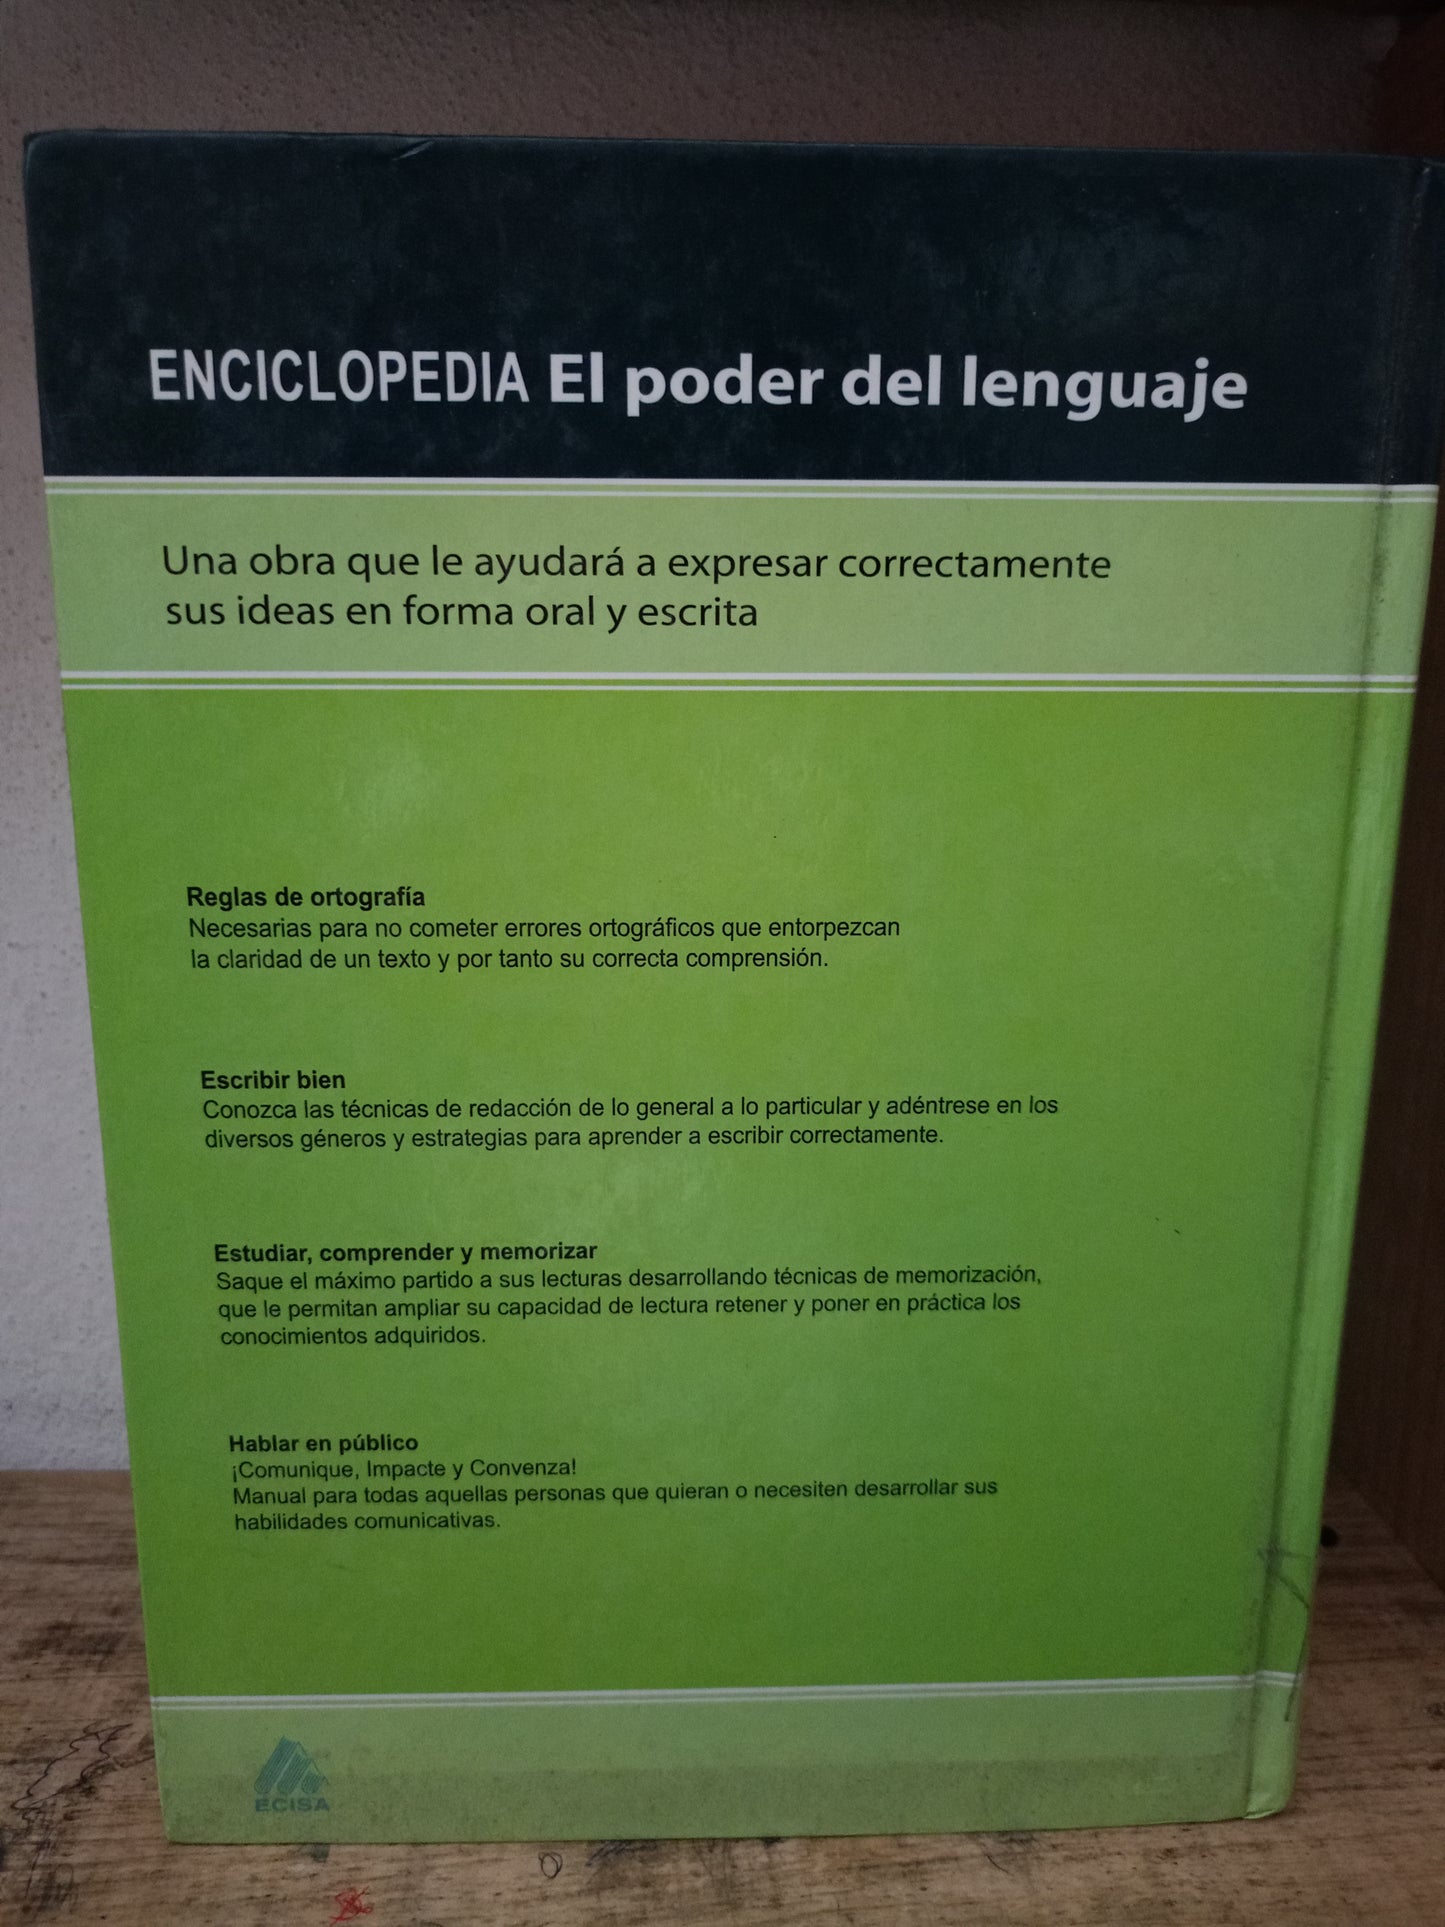 ENCICLOPEDIA El poder del lenguaje
Una obra que le ayudará a expresar correctamente
sus ideas en forma oral y escrita
Reglas de ortografía
Necesarias para no cometer errores ortográficos que entorpezcan
la claridad de un texto y por tanto su correcta comprensión.
Escribir bien
Conozca las técnicas de redacción de lo general a lo particular y adéntrese en los
diversos géneros y estrategias para aprender a escribir correctamente.
Estudiar, comprender y memorizar
Saque el máximo partido a sus lecturas desarrollando técnicas de memorización,
que le permitan ampliar su capacidad de lectura retener y poner en práctica los
conocimientos adquiridos.
Hablar en público
¡Comunique, Impacte y Convenza!
Manual para todas aquellas personas que quieran o necesiten desarrollar sus
habilidades comunicativas.
ECISA